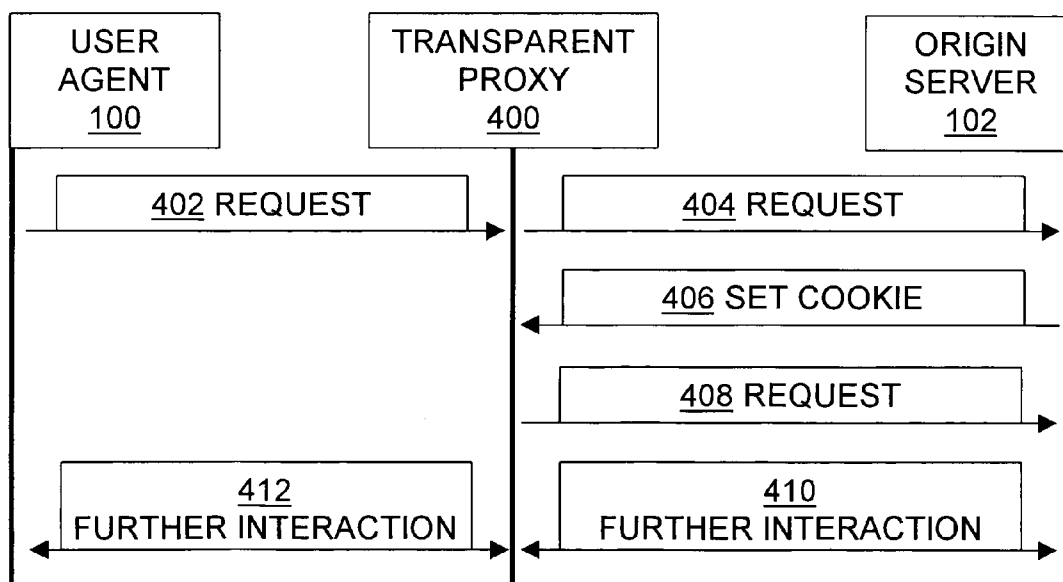 USER
AGENT
100
TRANSPARENT
PROXY
400
ORIGIN
SERVER
102
402 REQUEST
404 REQUEST
406 SET COOKIE
408 REQUEST
412
FURTHER INTERACTION
410
FURTHER INTERACTION